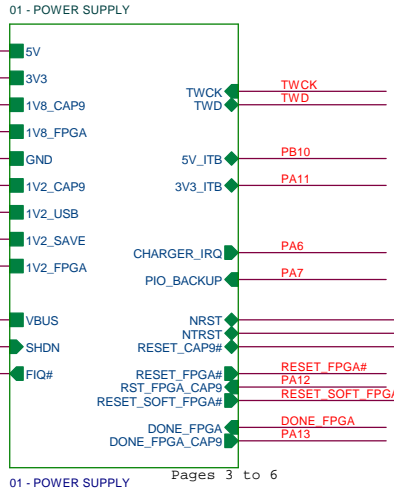 01 - POWER SUPPLY
5V
3V3
TWCK TWCK
1V8_CAP9 TWD TWD
1V8_FPGA
GND 5V_ITB PB10
1V2_CAP9 3V3_ITB PA11
1V2_USB
1V2_SAVE
CHARGER_IRQ PA6
1V2_FPGA
PIO_BACKUP PA7
VBUS NRST
NTRST
SHDN RESET_CAP9#
FIQ# RESET_FPGA# RESET_FPGA#
RST_FPGA_CAP9 PA12
RESET_SOFT_FPGA# RESET_SOFT_FPGA
DONE_FPGA DONE_FPGA
DONE_FPGA_CAP9 PA13
Pages 3 to 6
01 - POWER SUPPLY